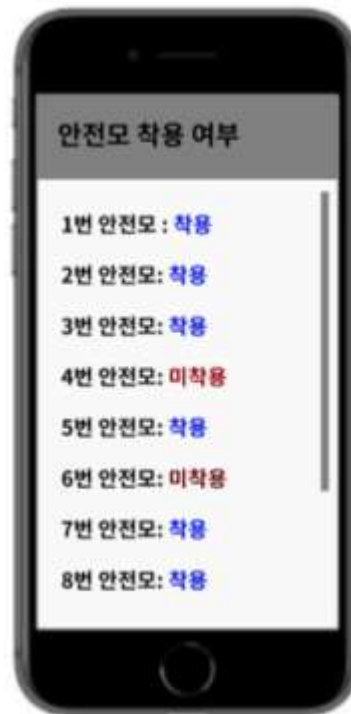 안전모 착용 여부
1번 안전모 : 착용
2번 안전모: 착용
3번 안전모: 착용
4번 안전모: 미착용
5번 안전모: 착용
6번 안전모: 미착용
7번 안전모: 착용
8번 안전모: 착용